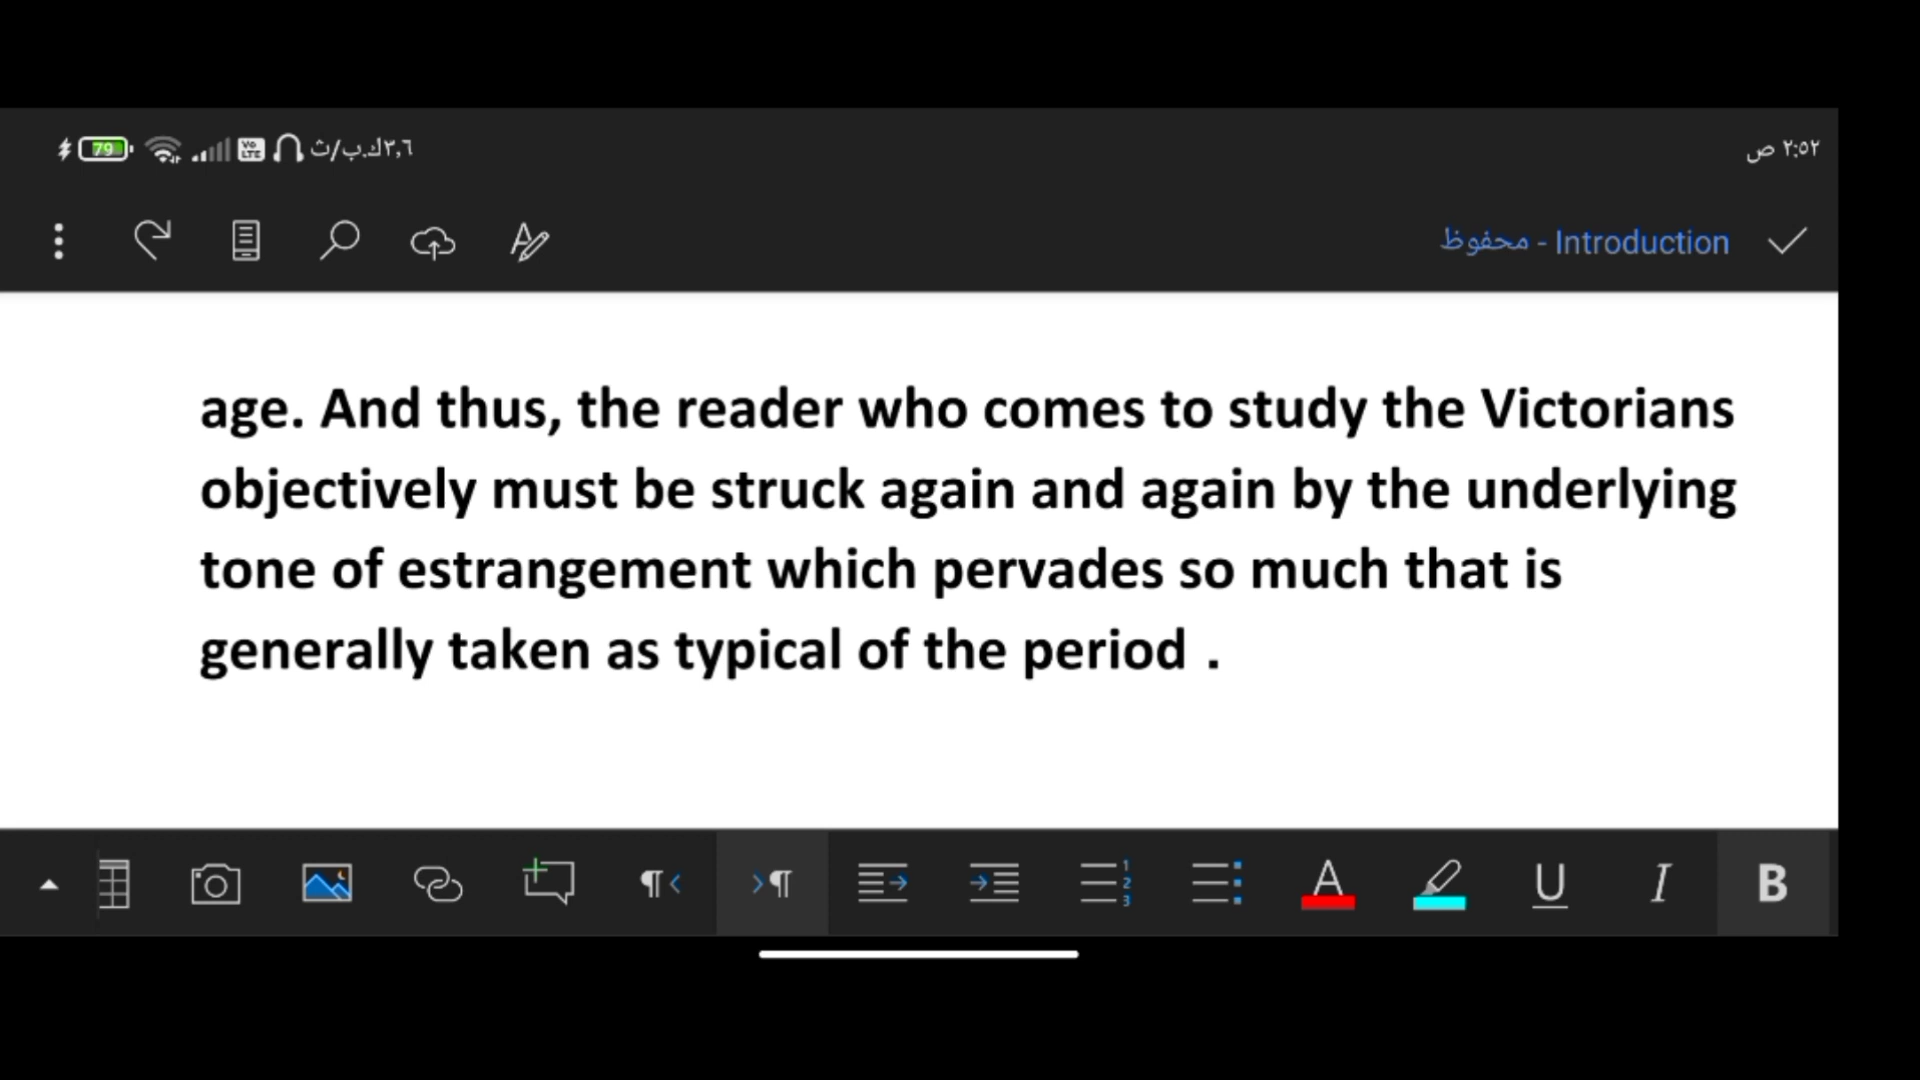 79 VoLTE ٣,٦ك.ب/ث ٢:٥٢ ص
محفوظ - Introduction
age. And thus, the reader who comes to study the Victorians
objectively must be struck again and again by the underlying
tone of estrangement which pervades so much that is
generally taken as typical of the period .
A U I B